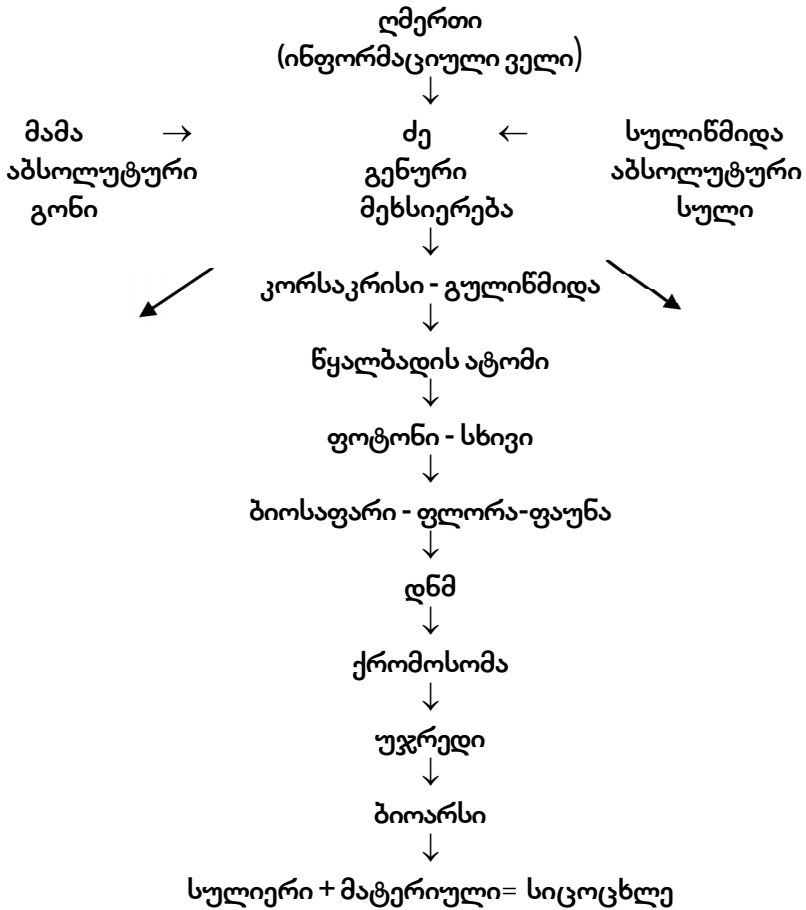 ღმერთი
(ინფორმაციული ველი)
↓
მამა → ძე ← სულიწმიდა
აბსოლუტური გენური აბსოლუტური
გონი მეხსიერება სული
↓
კორსაკრისი - გულიწმიდა
↓
წყალბადის ატომი
↓
ფოტონი - სხივი
↓
ბიოსაფარი - ფლორა-ფაუნა
↓
დნმ
↓
ქრომოსომა
↓
უჯრედი
↓
ბიოარსი
↓
სულიერი + მატერიული= სიცოცხლე